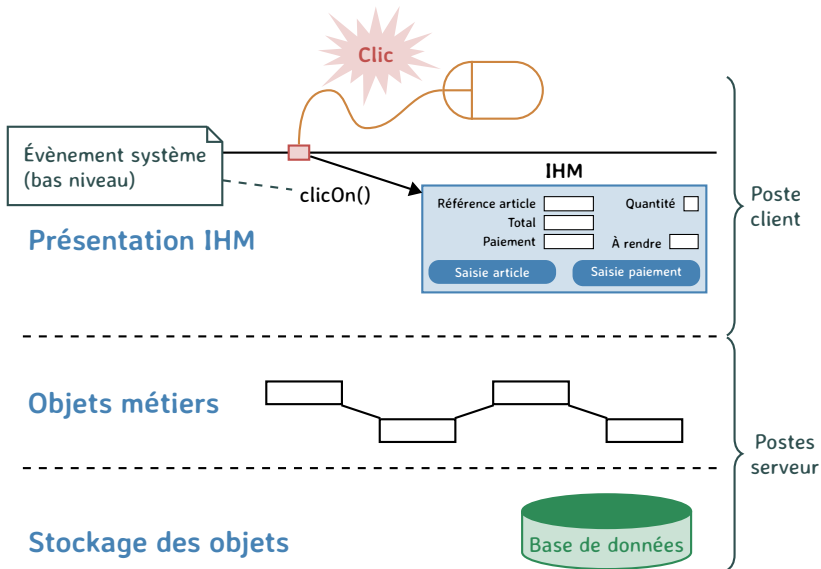 Clic
Évènement système
(bas niveau)
clicOn()
IHM
Référence article
Quantité
Total
Paiement
À rendre
Saisie article
Saisie paiement
Présentation IHM
Poste
client
Objets métiers
Postes
serveur
Stockage des objets
Base de données